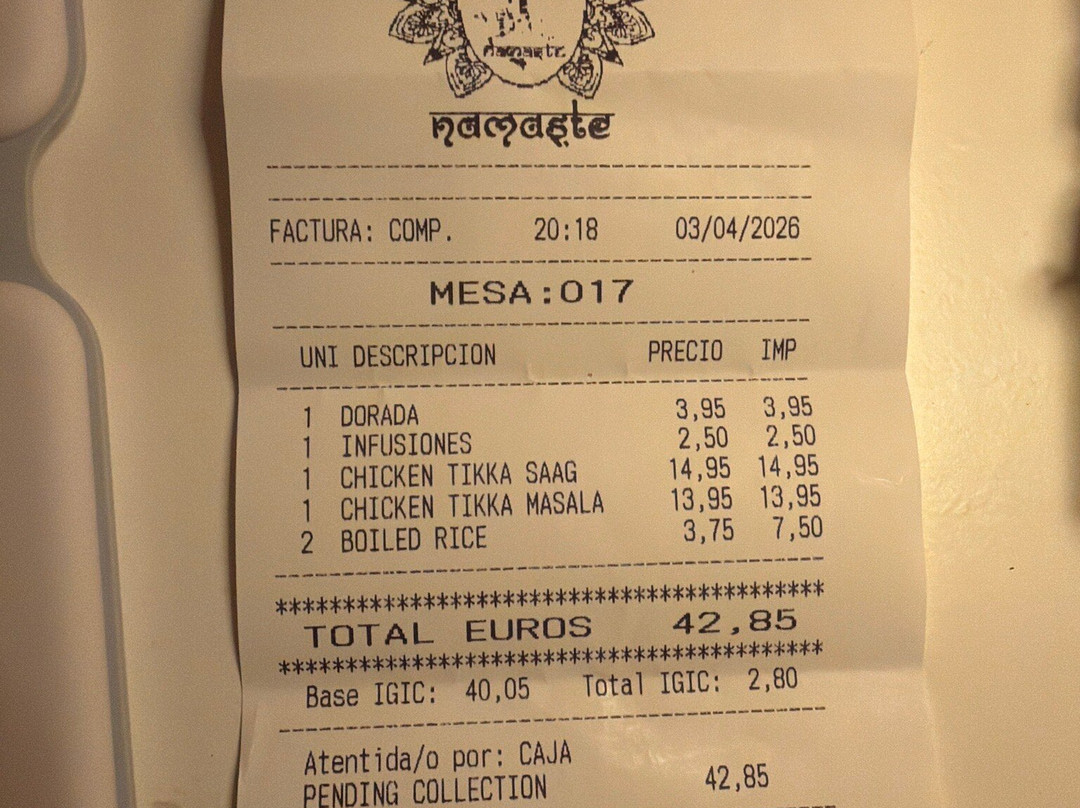 namaste
namaste
FACTURA: COMP. 20:18 03/04/2026
MESA:017
UNI DESCRIPCION PRECIO IMP
1 DORADA 3,95 3,95
1 INFUSIONES 2,50 2,50
1 CHICKEN TIKKA SAAG 14,95 14,95
1 CHICKEN TIKKA MASALA 13,95 13,95
2 BOILED RICE 3,75 7,50
******************************************
TOTAL EUROS 42,85
******************************************
Base IGIC: 40,05 Total IGIC: 2,80
Atentida/o por: CAJA
PENDING COLLECTION 42,85